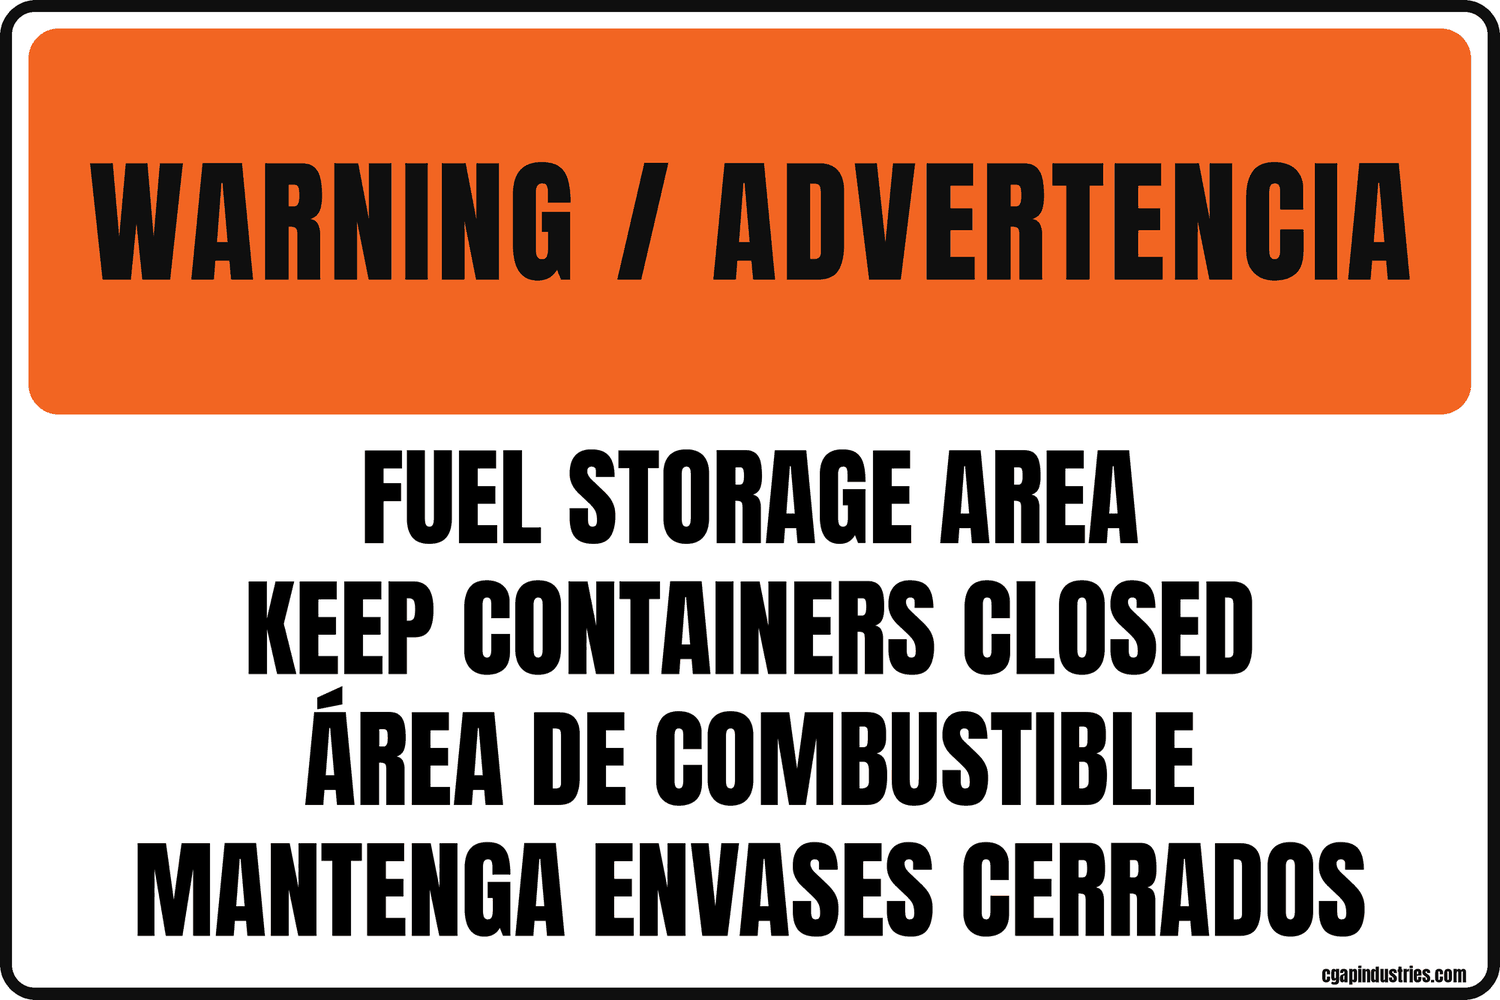 WARNING / ADVERTENCIA
FUEL STORAGE AREA
KEEP CONTAINERS CLOSED
ÁREA DE COMBUSTIBLE
MANTENGA ENVASES CERRADOS
cgapindustries.com